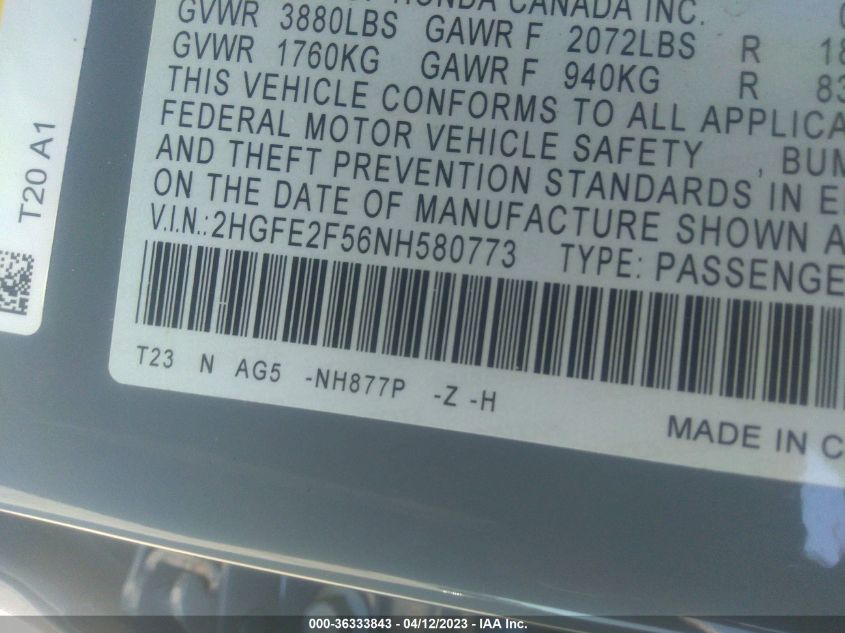 HONDA CANADA INC.
GVWR 3880LBS GAWR F 2072LBS R 18
GVWR 1760KG GAWR F 940KG R 83
THIS VEHICLE CONFORMS TO ALL APPLICA
FEDERAL MOTOR VEHICLE SAFETY , BUM
AND THEFT PREVENTION STANDARDS IN E
ON THE DATE OF MANUFACTURE SHOWN A
V.I.N.: 2HGFE2F56NH580773 TYPE: PASSENGE
T23 N AG5 -NH877P -Z -H
MADE IN C
T20 A1
000-36333843 - 04/12/2023 - IAA Inc.